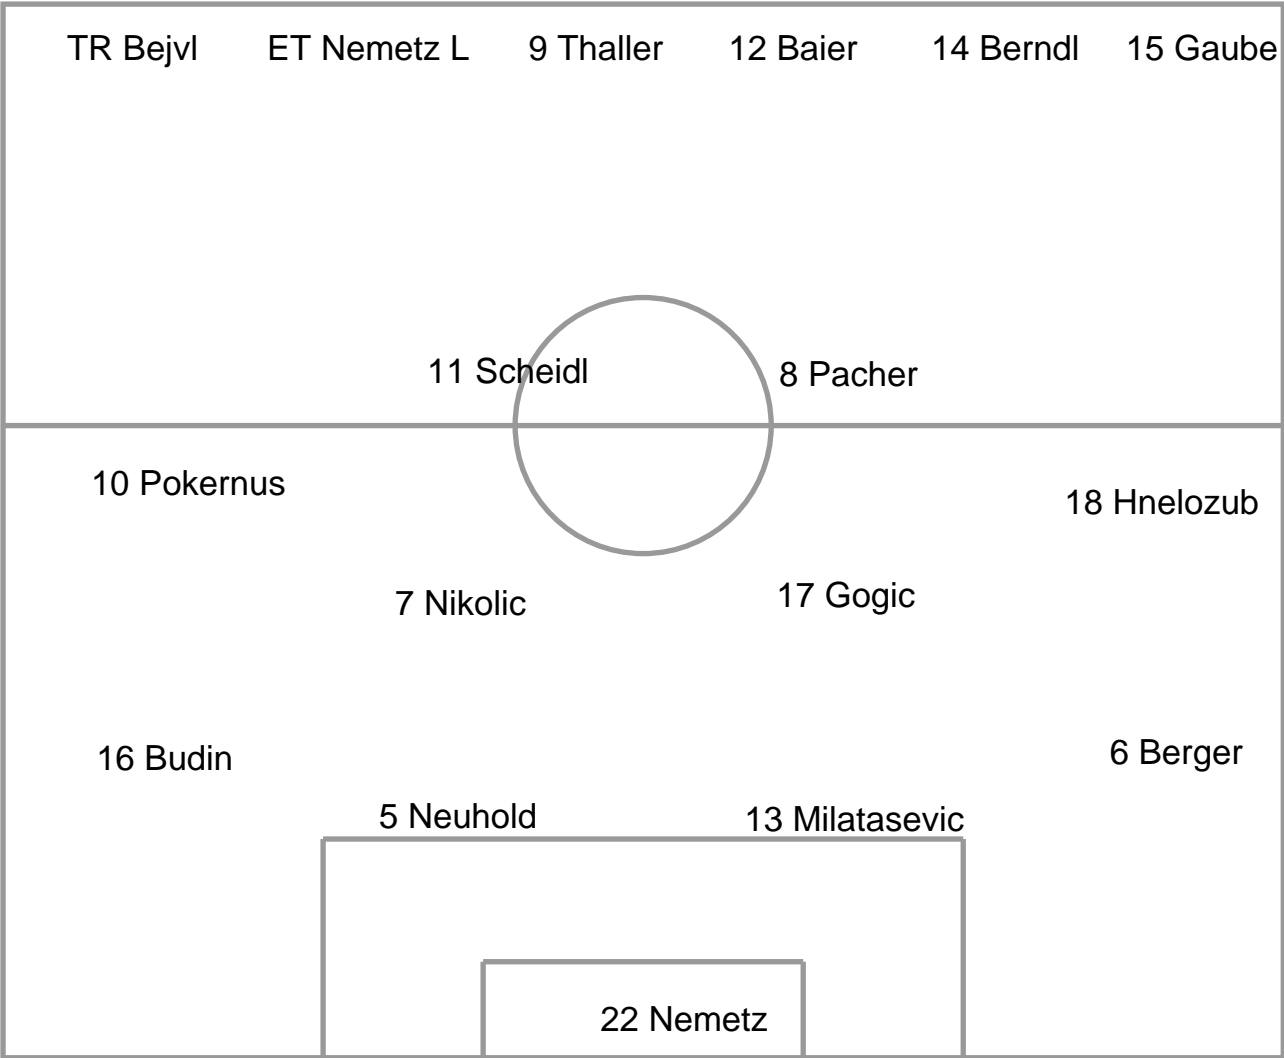 TR Bejvl ET Nemetz L 9 Thaller 12 Baier 14 Berndl 15 Gaube
11 Scheidl 8 Pacher
10 Pokernus 18 Hnelozub
7 Nikolic 17 Gogic
16 Budin 6 Berger
5 Neuhold 13 Milatasevic
22 Nemetz